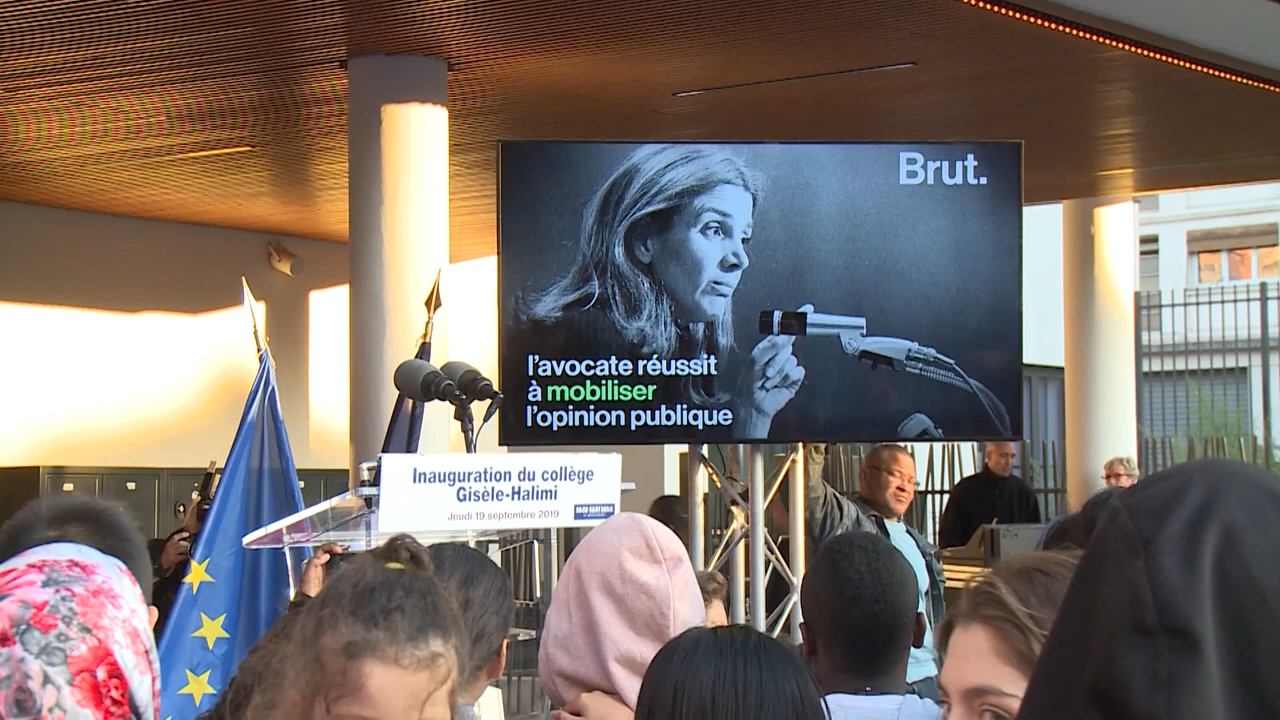 Brut.
l'avocate réussit
à mobiliser
l'opinion publique
Inauguration du collège
Gisèle-Halimi
Jeudi 19 septembre 2019